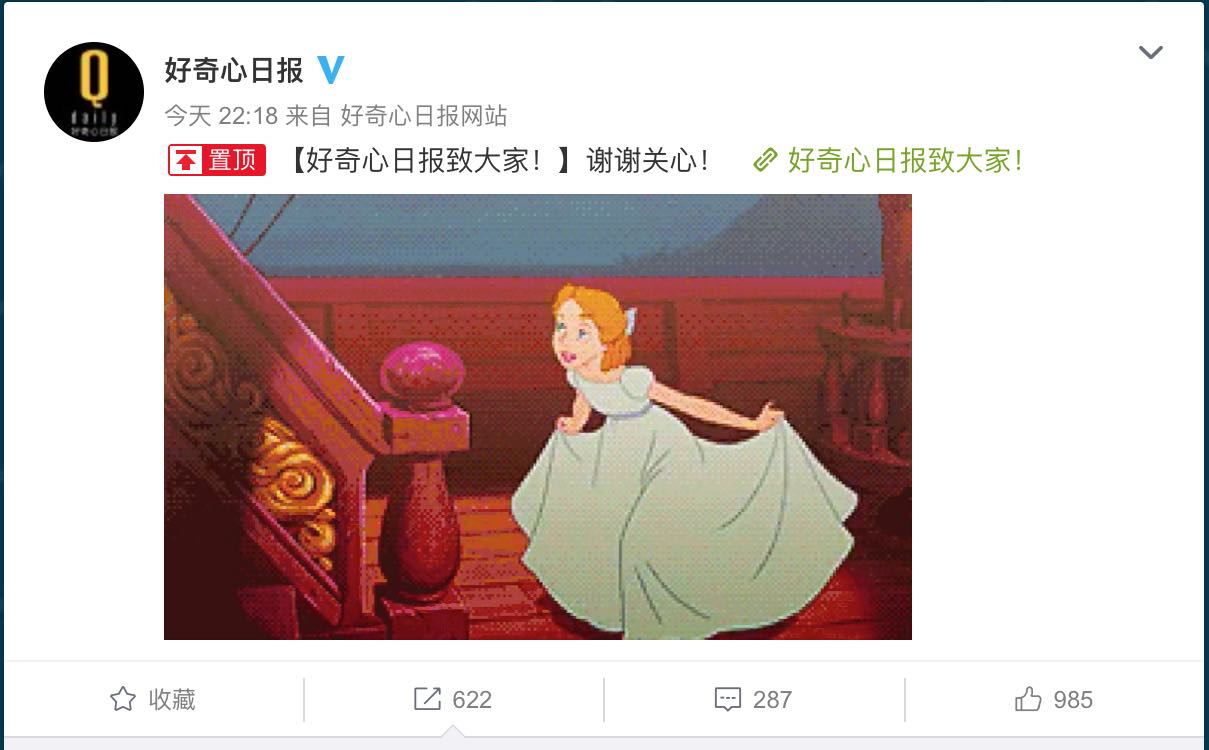 Q
daily
好奇心日报
好奇心日报 V
今天 22:18 来自 好奇心日报网站
置顶 【好奇心日报致大家！】谢谢关心！ 好奇心日报致大家！
收藏 622 287 985